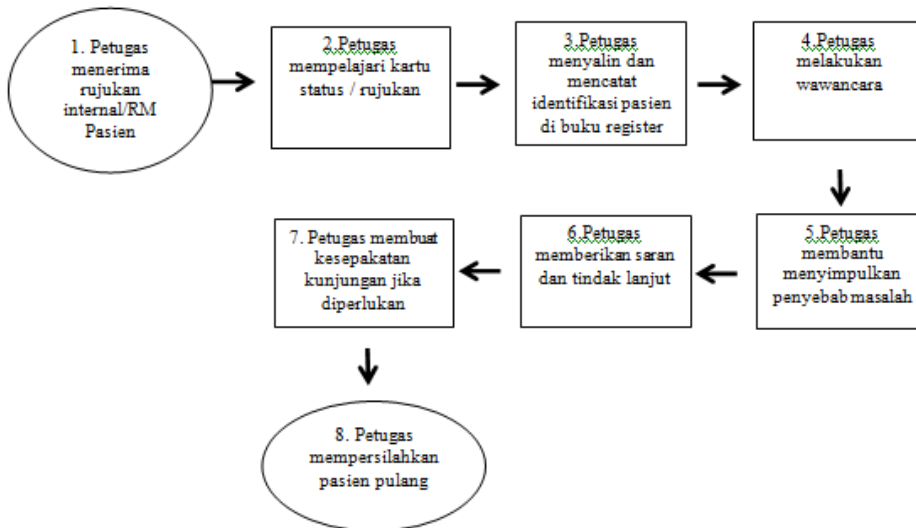 1. Petugas
menerima
rujukan
internal/RM
Pasien
2.Petugas
mempelajari kartu
status / rujukan
3.Petugas
menyalin dan
mencatat
identifikasi pasien
di buku register
4.Petugas
melakukan
wawancara
5.Petugas
membantu
menyimpulkan
penyebab masalah
6.Petugas
memberikan saran
dan tindak lanjut
7. Petugas membuat
kesepakatan
kunjungan jika
diperlukan
8. Petugas
mempersilahkan
pasien pulang